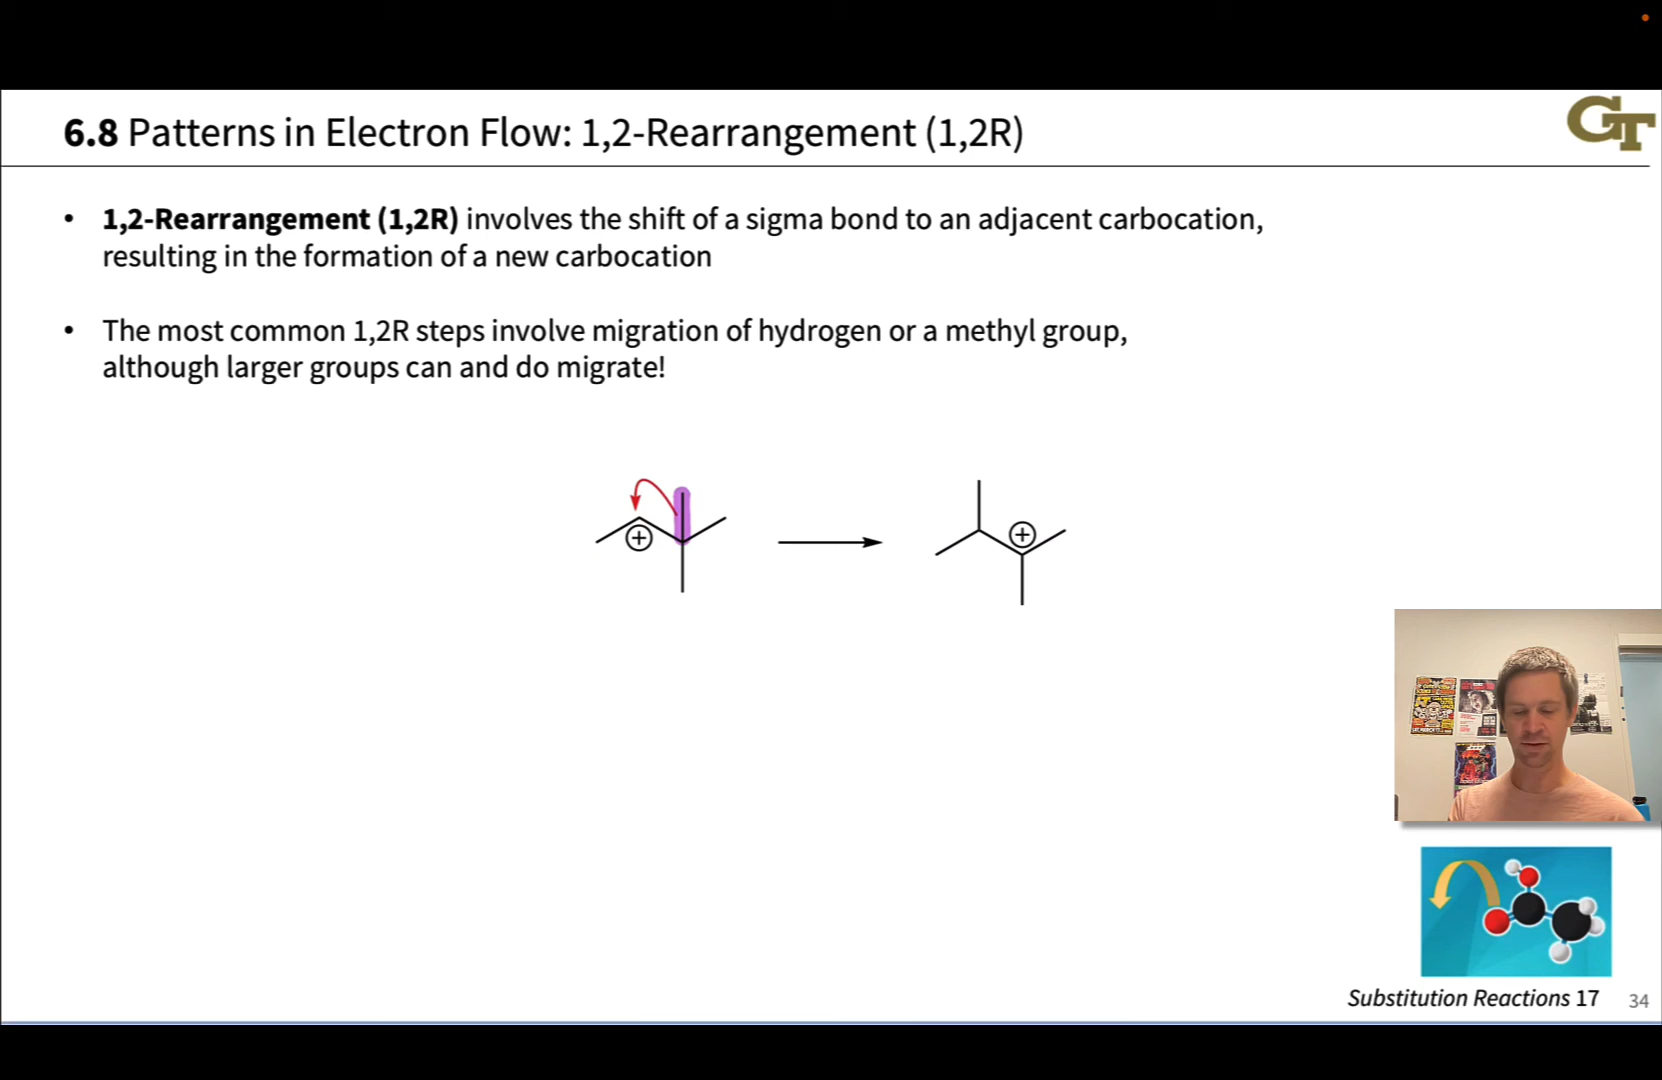 6.8 Patterns in Electron Flow: 1,2-Rearrangement (1,2R)
GT
• 1,2-Rearrangement (1,2R) involves the shift of a sigma bond to an adjacent carbocation,
resulting in the formation of a new carbocation
• The most common 1,2R steps involve migration of hydrogen or a methyl group,
although larger groups can and do migrate!
+
+
Substitution Reactions 17
34